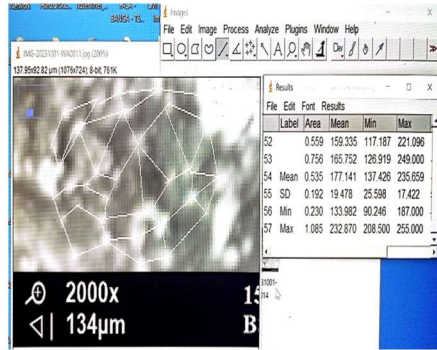 ImageJ
File Edit Image Process Analyze Plugins Window Help
Dev
IMG-20231001-WA0011.jpg (200%)
137.95x92.82 µm (1076x724); 8-bit; 761K
Results
File Edit Font Results
Label Area Mean Min Max
52 0.559 159.335 117.187 221.096
53 0.756 165.752 126.919 249.000
54 Mean 0.535 177.141 137.426 235.659
55 SD 0.192 19.478 25.598 17.422
56 Min 0.230 133.982 90.246 187.000
57 Max 1.085 232.870 208.500 255.000
2000x 15
134µm B